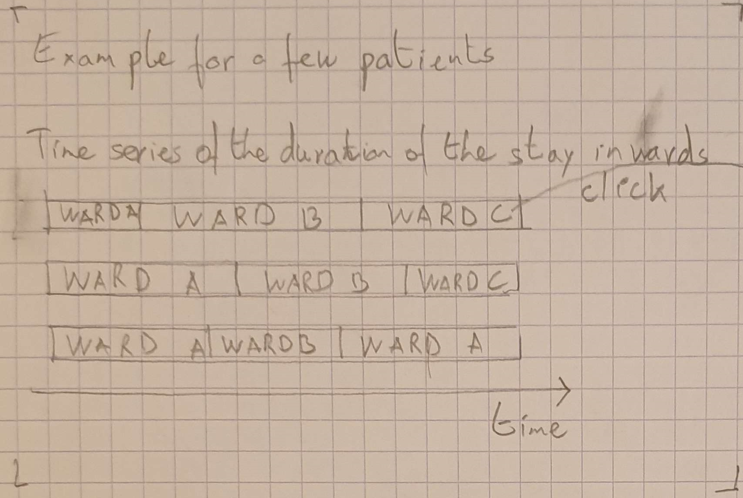 Example for a few patients
Time series of the duration of the stay in wards
click
WARD A WARD B WARD C
WARD A WARD B WARD C
WARD A WARD B WARD A
time